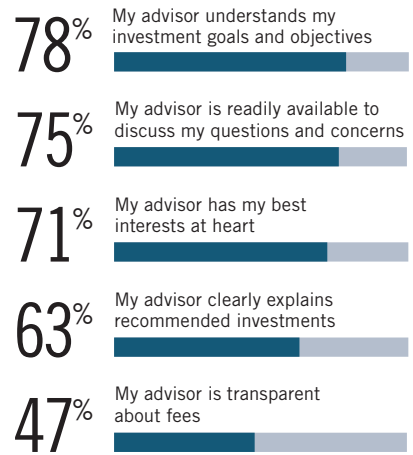 78%
My advisor understands my
investment goals and objectives
75%
My advisor is readily available to
discuss my questions and concerns
71%
My advisor has my best
interests at heart
63%
My advisor clearly explains
recommended investments
47%
My advisor is transparent
about fees